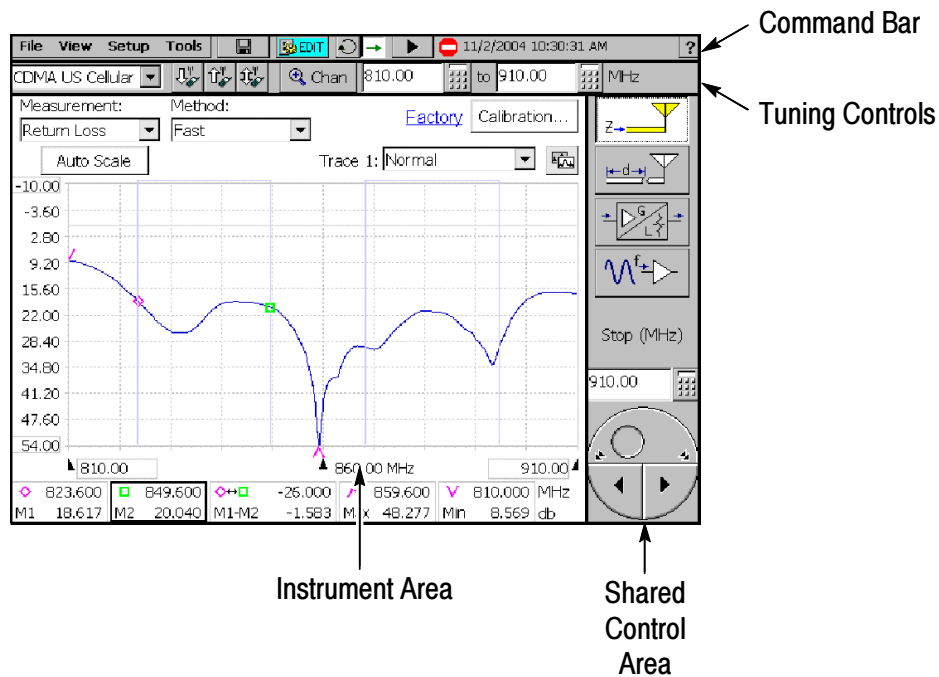 Command Bar
File View Setup Tools EDIT 11/2/2004 10:30:31 AM ?
CDMA US Cellular Chan 810.00 to 910.00 MHz
Tuning Controls
Measurement: Method:
Return Loss Fast Factory Calibration...
Z
Auto Scale Trace 1: Normal
d
-10.00
-3.60
2.80
9.20
15.60
22.00
28.40
34.80
41.20
47.60
54.00
G
L
f
Stop (MHz)
910.00
810.00 860.00 MHz 910.00
823.600 849.600 -26.000 859.600 810.000 MHz
M1 18.617 M2 20.040 M1-M2 -1.583 Max 48.277 Min 8.569 db
Instrument Area
Shared
Control
Area